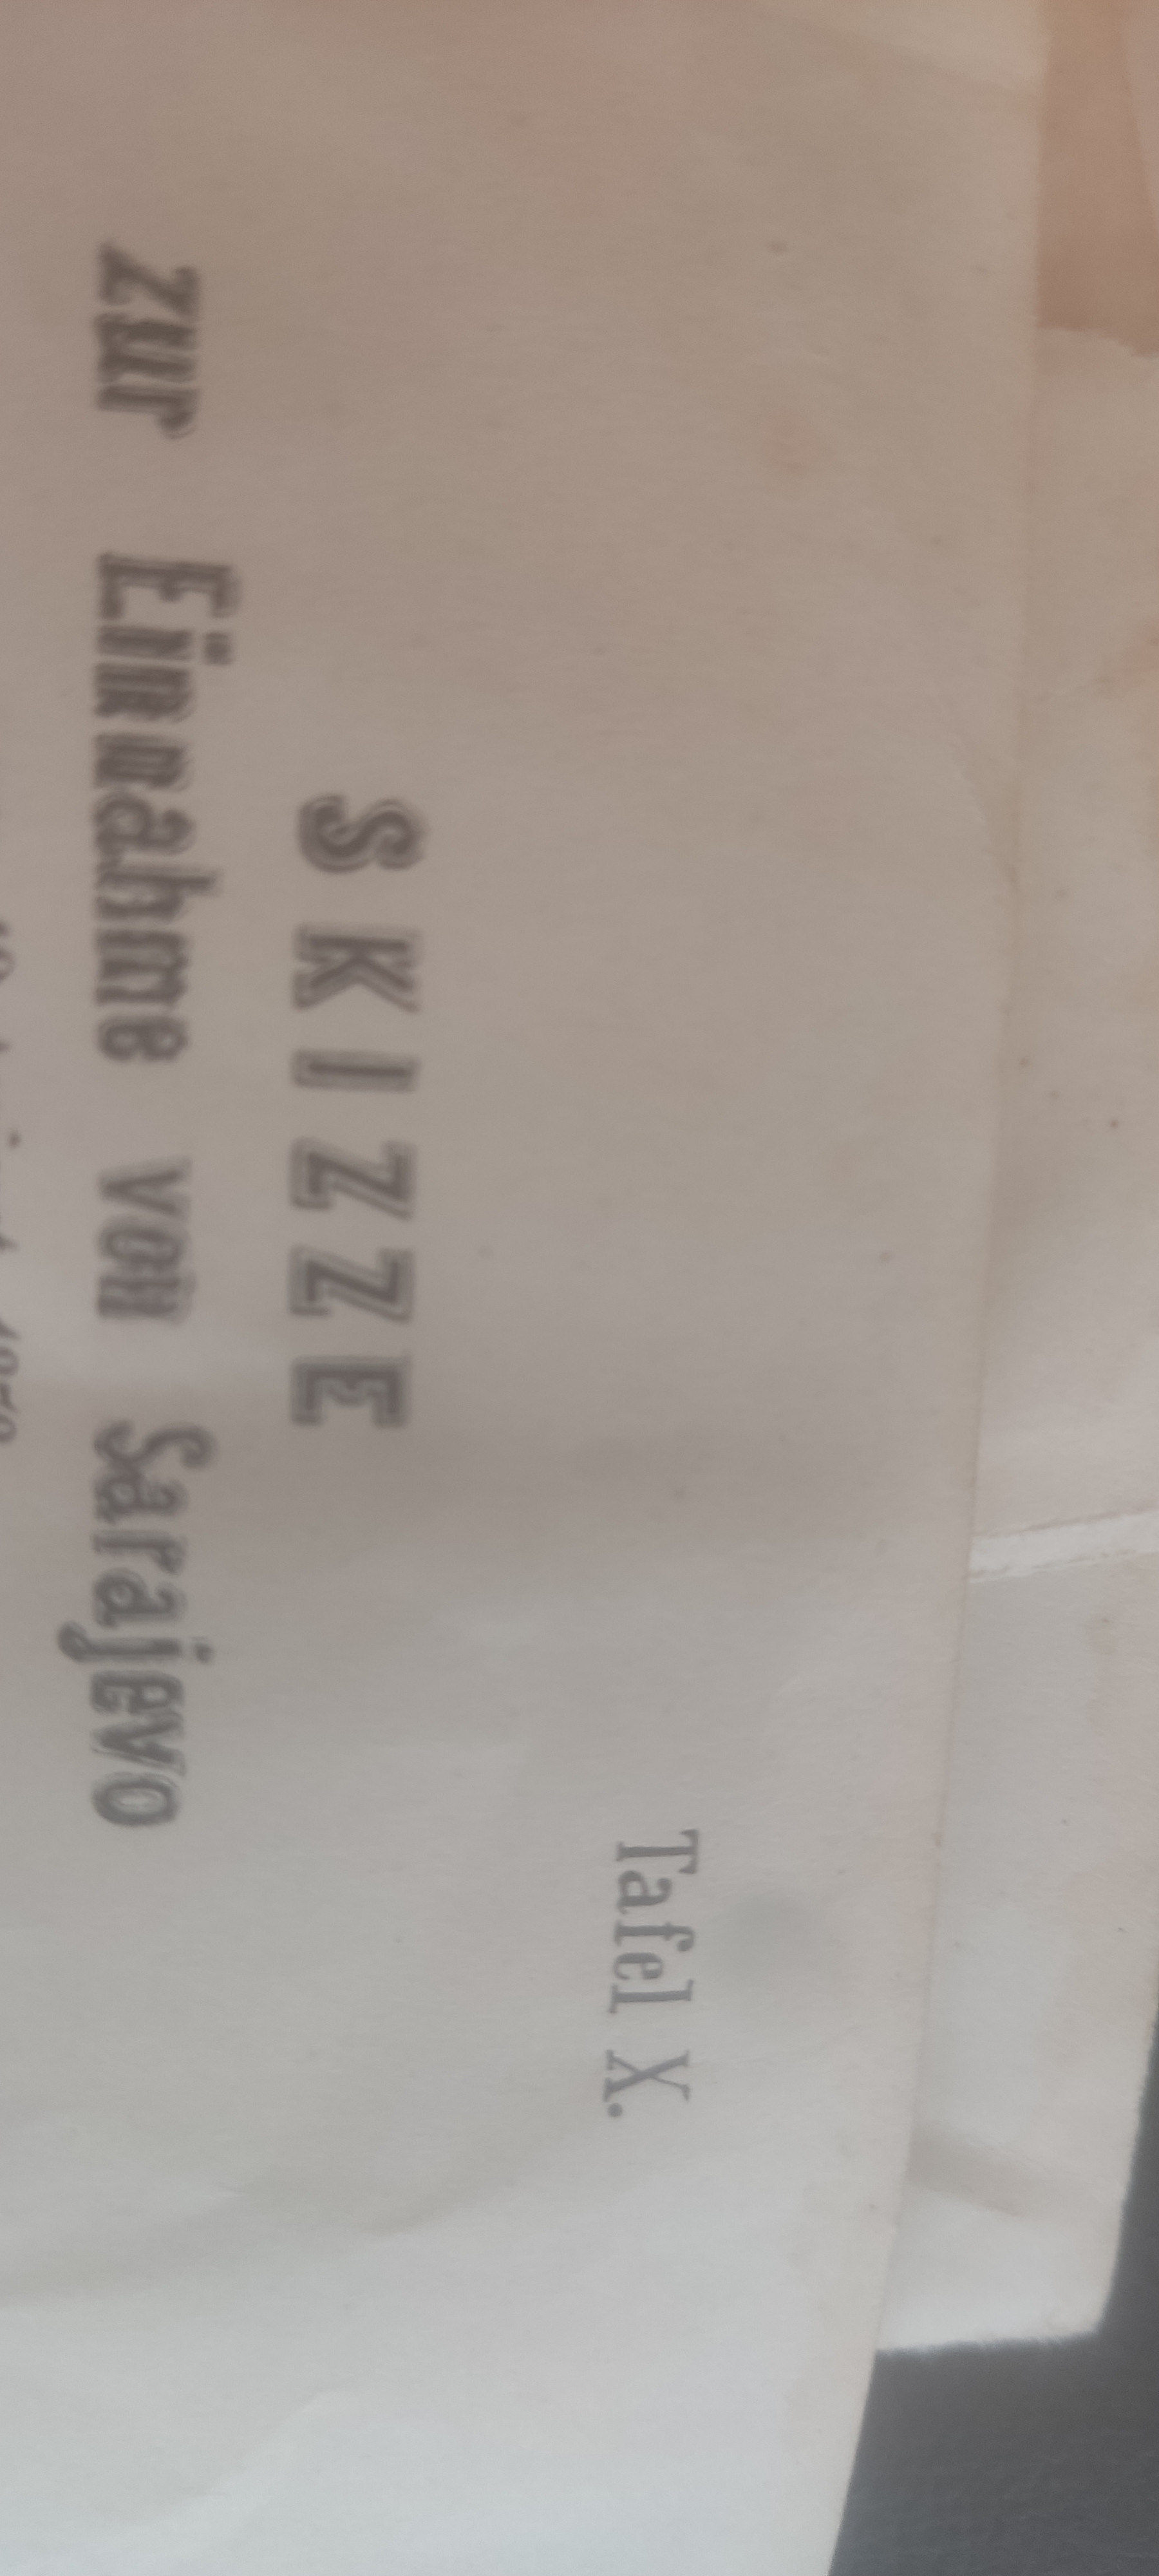 Tafel X.
SKIZZE
zur Einnahme von Sarajevo